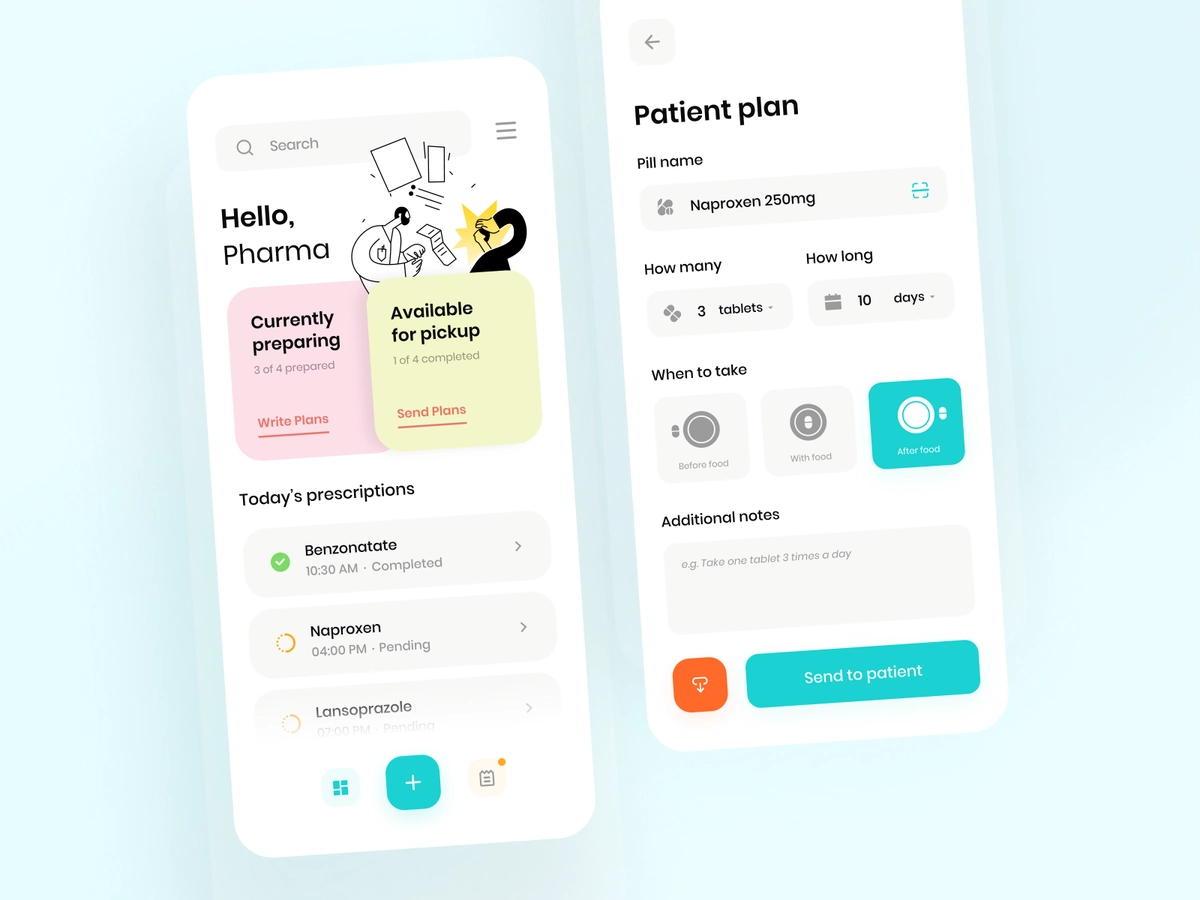 Search
Hello,
Pharma
Currently
preparing
3 of 4 prepared
Write Plans
Available
for pickup
1 of 4 completed
Send Plans
Today's prescriptions
Benzonatate
10:30 AM · Completed
Naproxen
04:00 PM · Pending
Lansoprazole
07:00 PM · Pending
Patient plan
Pill name
Naproxen 250mg
How many
3 tablets
How long
10 days
When to take
Before food
With food
After food
Additional notes
e.g. Take one tablet 3 times a day
Send to patient